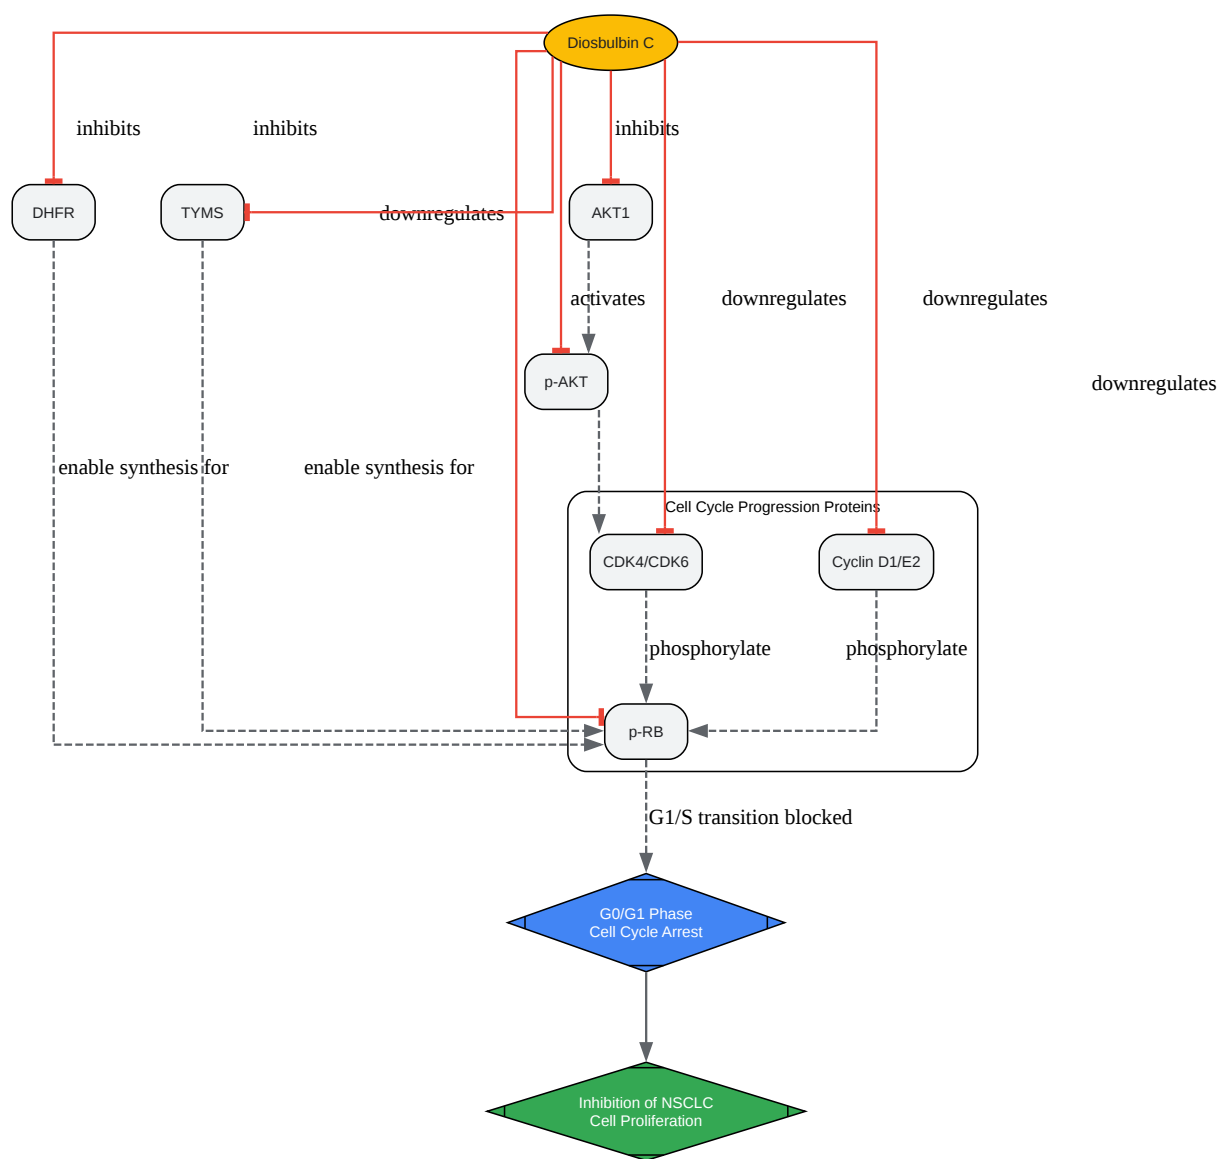 Diosbulbin C
inhibits
inhibits
inhibits
DHFR
TYMS
downregulates
AKT1
activates
downregulates
downregulates
p-AKT
downregulates
enable synthesis for
enable synthesis for
Cell Cycle Progression Proteins
CDK4/CDK6
Cyclin D1/E2
phosphorylate
phosphorylate
p-RB
G1/S transition blocked
G0/G1 Phase
Cell Cycle Arrest
Inhibition of NSCLC
Cell Proliferation